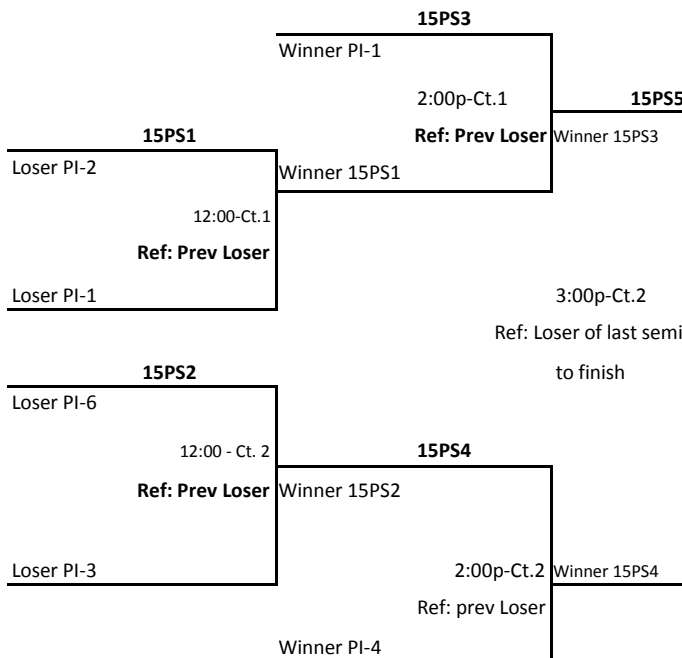 15PS3
Winner PI-1
2:00p-Ct.1
15PS5
15PS1
Ref: Prev Loser
Winner 15PS3
Loser PI-2
Winner 15PS1
12:00-Ct.1
Ref: Prev Loser
Loser PI-1
3:00p-Ct.2
Ref: Loser of last semi
15PS2
to finish
Loser PI-6
12:00 - Ct. 2
15PS4
Ref: Prev Loser
Winner 15PS2
Loser PI-3
2:00p-Ct.2
Winner 15PS4
Ref: prev Loser
Winner PI-4